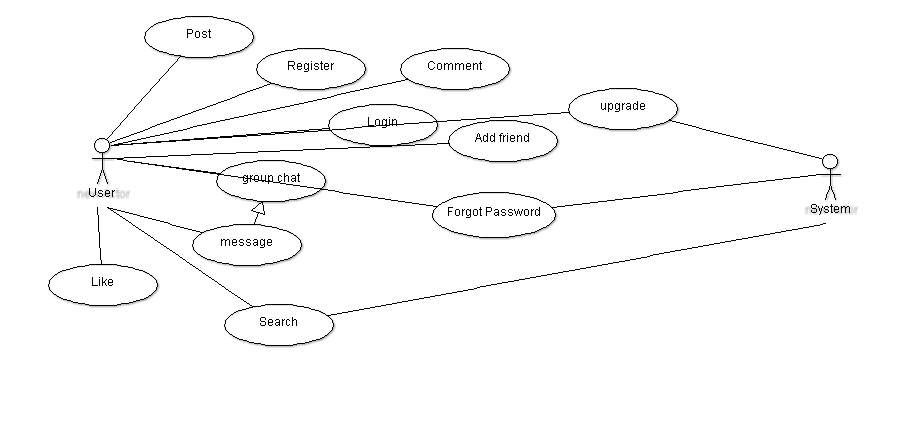 Post
Register
Comment
upgrade
Login
Add friend
group chat
User
Forgot Password
System
message
Like
Search